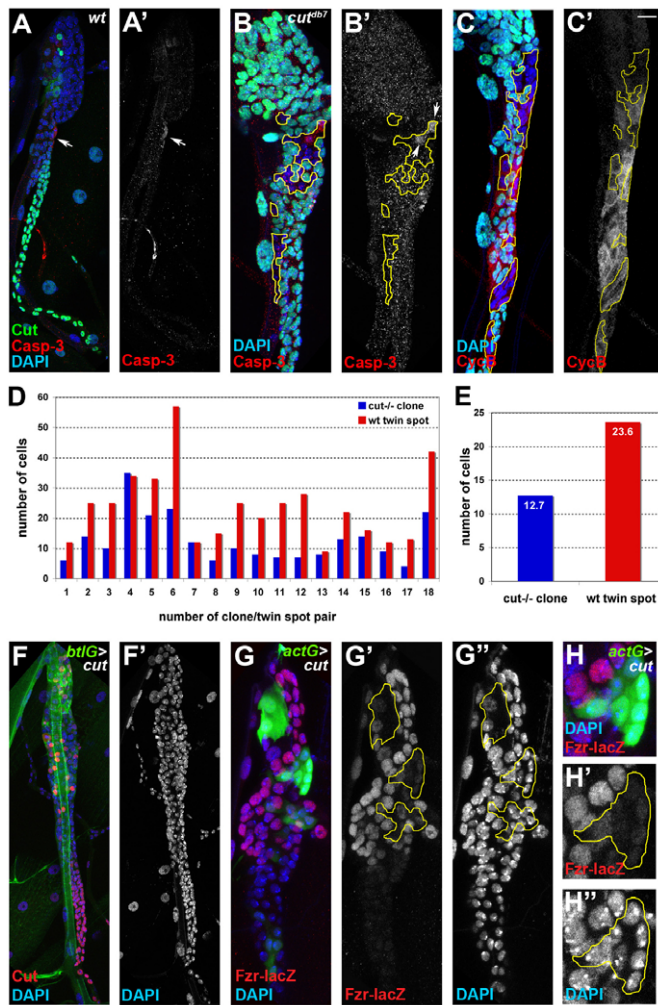 A wt
Cut
Casp-3
DAPI
A'
Casp-3
B cut^db7
DAPI
Casp-3
B'
Casp-3
C
DAPI
CycB
C'
CycB
D
60
50
40
30
20
10
0
number of cells
cut-/- clone
wt twin spot
1 2 3 4 5 6 7 8 9 10 11 12 13 14 15 16 17 18
number of clone/twin spot pair
E
25
20
15
10
5
0
number of cells
12.7
23.6
cut-/- clone
wt twin spot
F btlG>
cut
Cut
DAPI
F'
DAPI
G actG>
cut
Fzr-lacZ
DAPI
G'
Fzr-lacZ
G''
DAPI
H actG>
cut
DAPI
Fzr-lacZ
H'
Fzr-lacZ
H''
DAPI